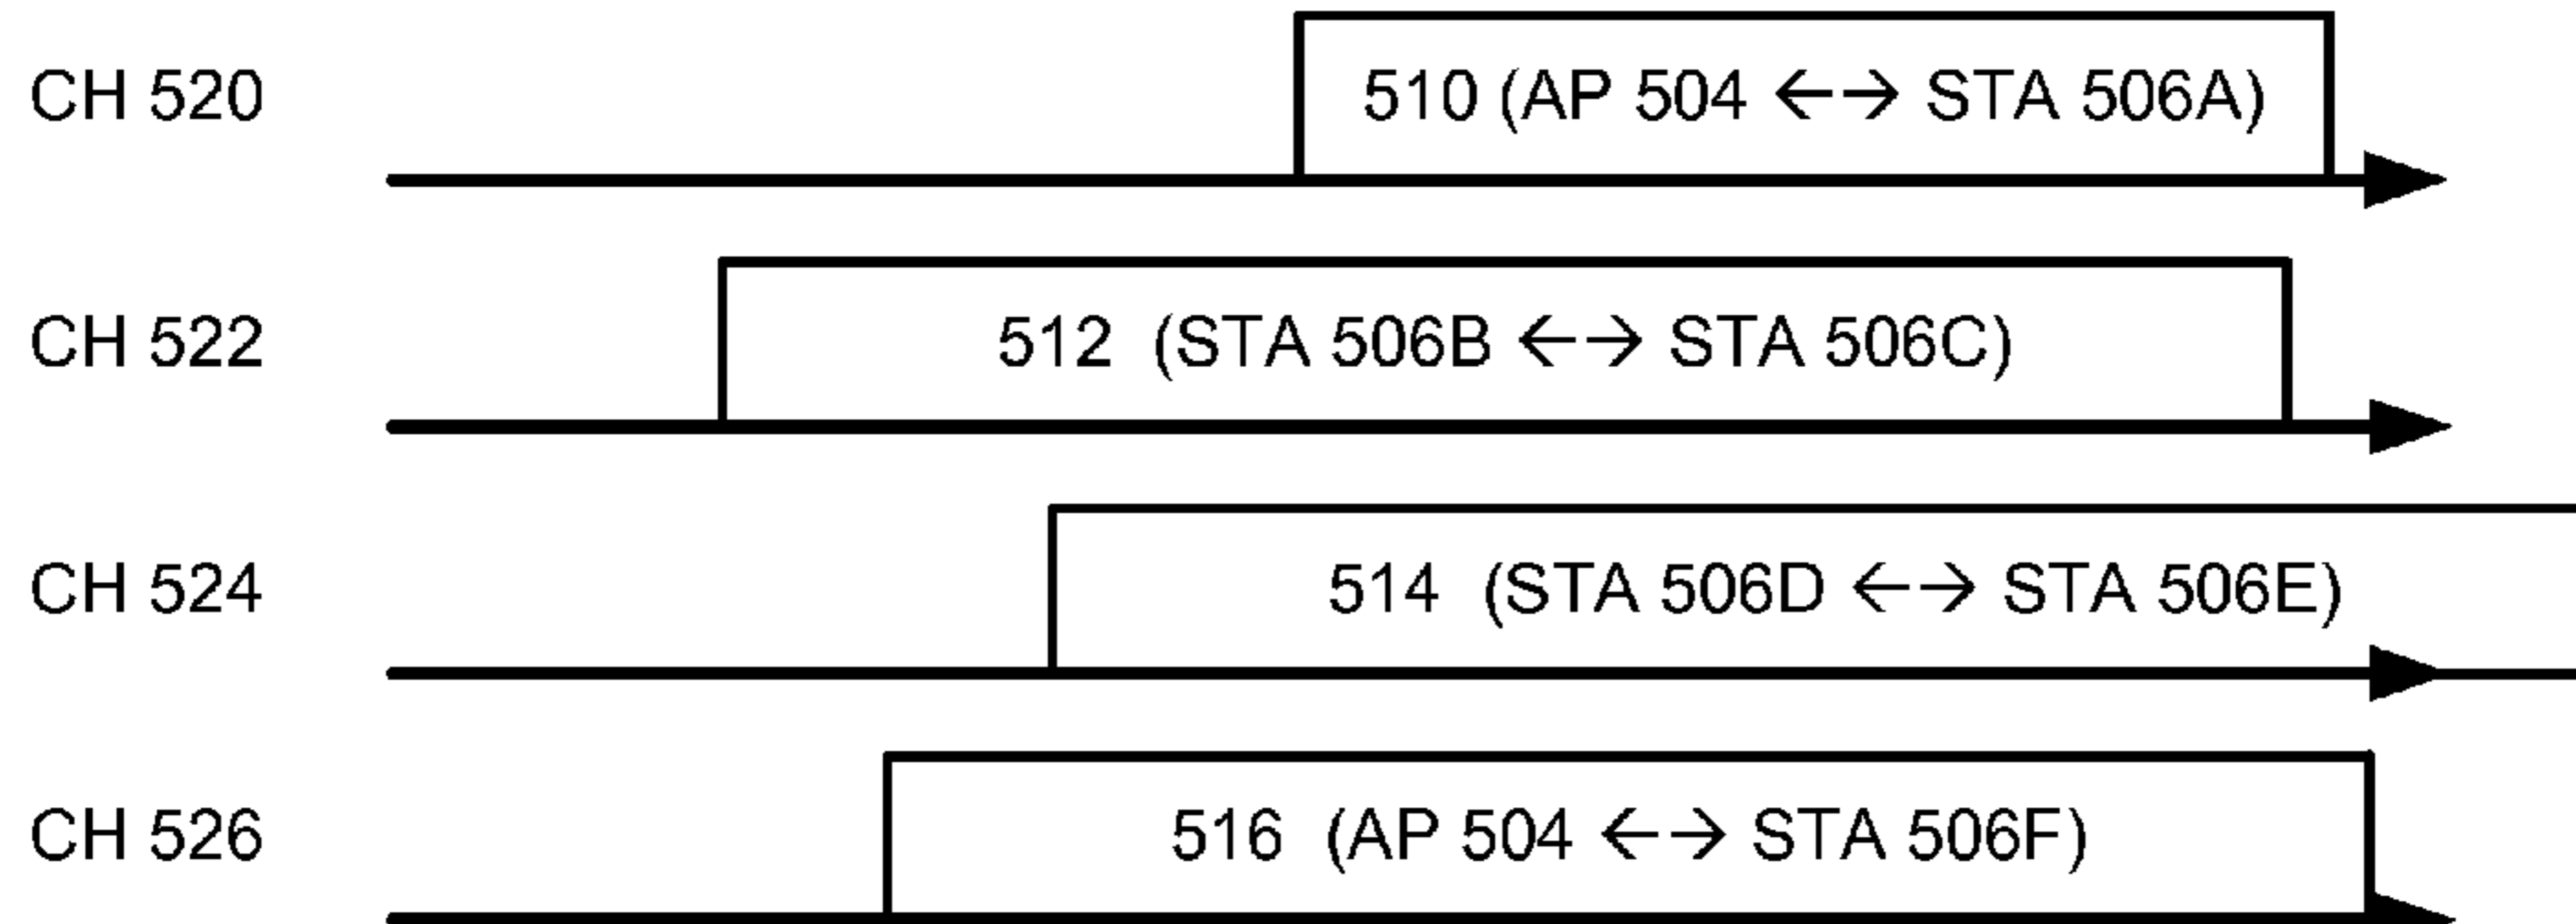 CH 520 510 (AP 504 ←→ STA 506A)
CH 522 512 (STA 506B ←→ STA 506C)
CH 524 514 (STA 506D ←→ STA 506E)
CH 526 516 (AP 504 ←→ STA 506F)